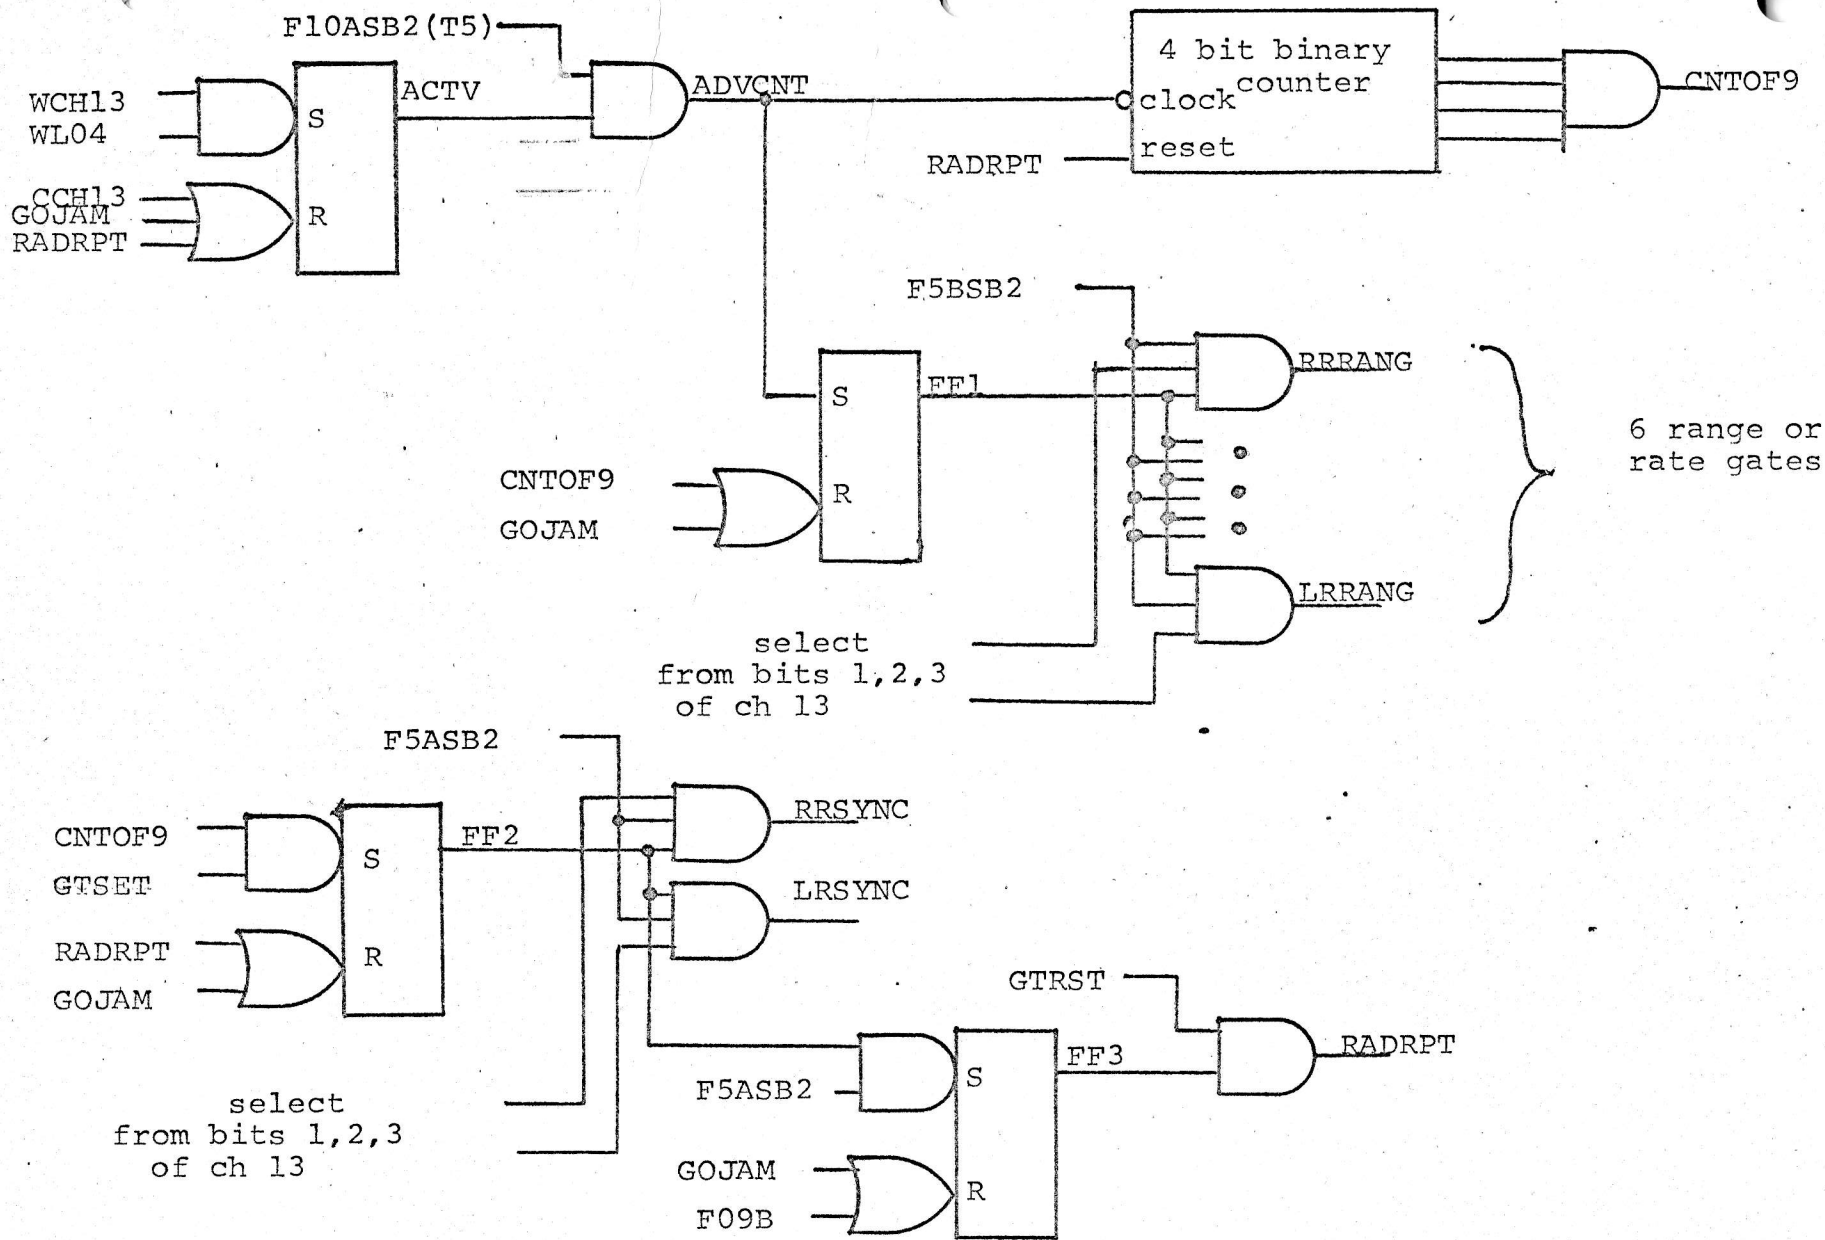 F10ASB2(T5)
4 bit binary
counter
WCH13
WL04
S
ACTV
ADVCNT
clock
CNTOF9
reset
RADRPT
CCH13
GOJAM
RADRPT
R
F5BSB2
S
FF1
RRRANG
6 range or
rate gates
CNTOF9
GOJAM
R
LRRANG
select
from bits 1,2,3
of ch 13
F5ASB2
CNTOF9
GTSET
S
FF2
RRSYNC
LRSYNC
RADRPT
GOJAM
R
GTRST
RADRPT
F5ASB2
S
FF3
select
from bits 1,2,3
of ch 13
GOJAM
F09B
R